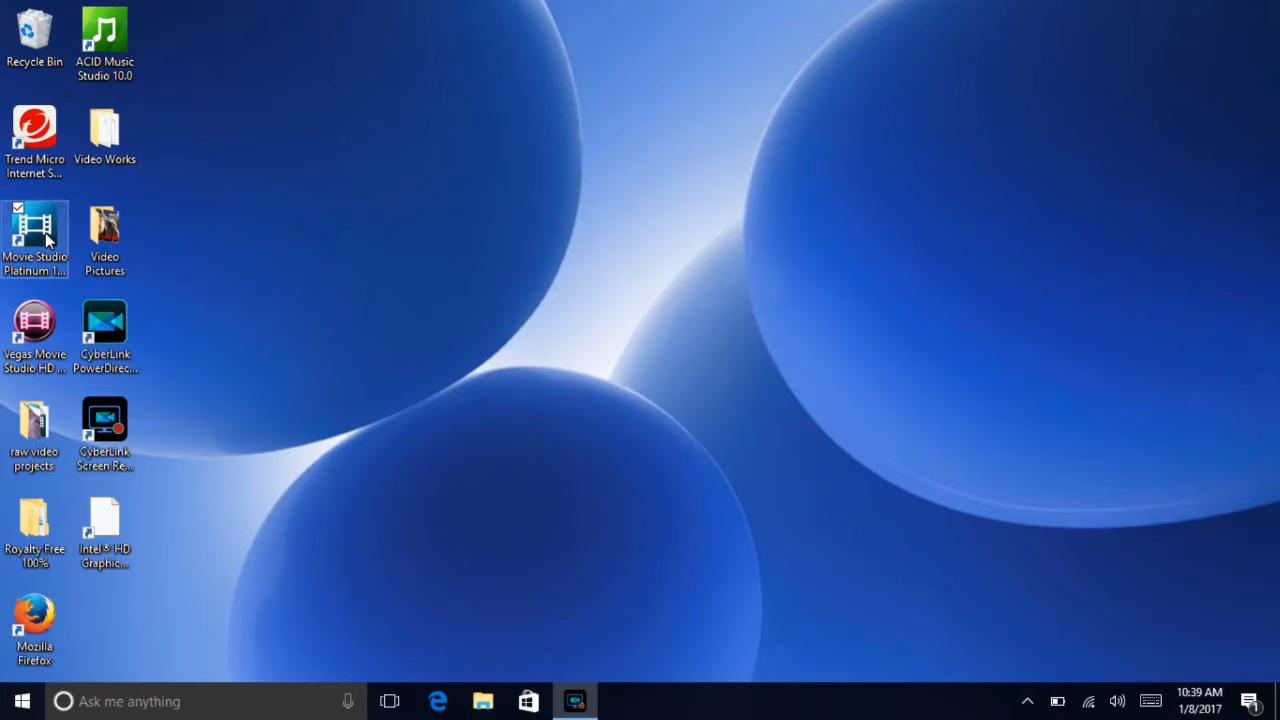 Recycle Bin
ACID Music
Studio 10.0
Trend Micro
Internet S...
Video Works
Movie Studio
Platinum 1...
Video
Pictures
Vegas Movie
Studio HD ...
CyberLink
PowerDirec...
raw video
projects
CyberLink
Screen Re...
Royalty Free
100%
Intel® HD
Graphic...
Mozilla
Firefox
Ask me anything
10:39 AM
1/8/2017
1